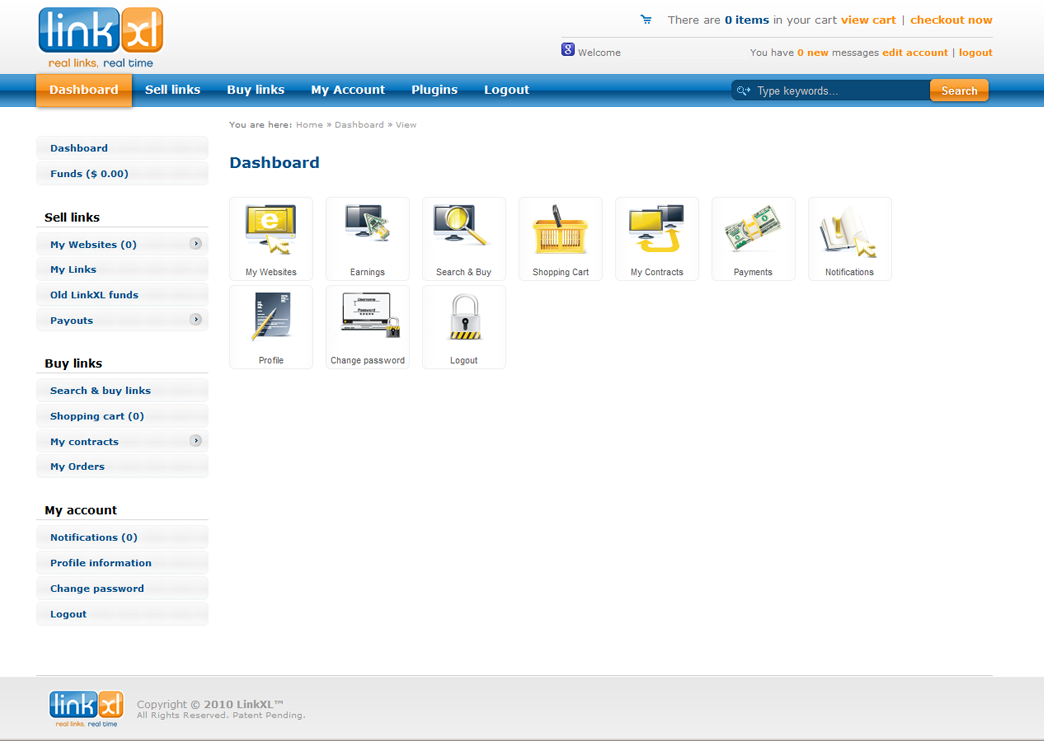 link xl
real links, real time
There are 0 items in your cart view cart | checkout now
8 Welcome
You have 0 new messages edit account | logout
Dashboard Sell links Buy links My Account Plugins Logout
Type keywords... Search
You are here: Home » Dashboard » View
Dashboard
Funds ($ 0.00)
Sell links
My Websites (0)
My Links
Old LinkXL funds
Payouts
Buy links
Search & buy links
Shopping cart (0)
My contracts
My Orders
My account
Notifications (0)
Profile information
Change password
Logout
Dashboard
e
My Websites
Earnings
Search & Buy
Shopping Cart
My Contracts
Payments
Notifications
Username
Password
Profile
Change password
Logout
link xl
real links, real time
Copyright © 2010 LinkXL™
All Rights Reserved. Patent Pending.